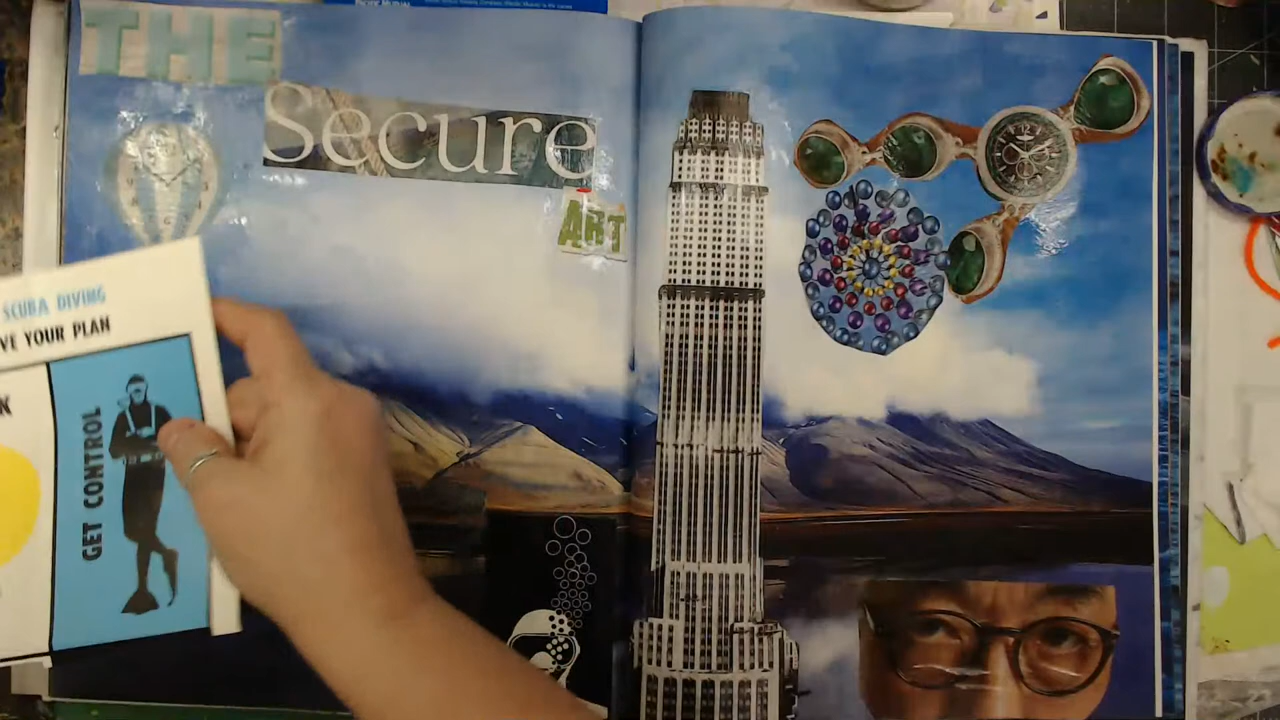 THE
Secure
ART
SCUBA DIVING
VE YOUR PLAN
K
GET CONTROL